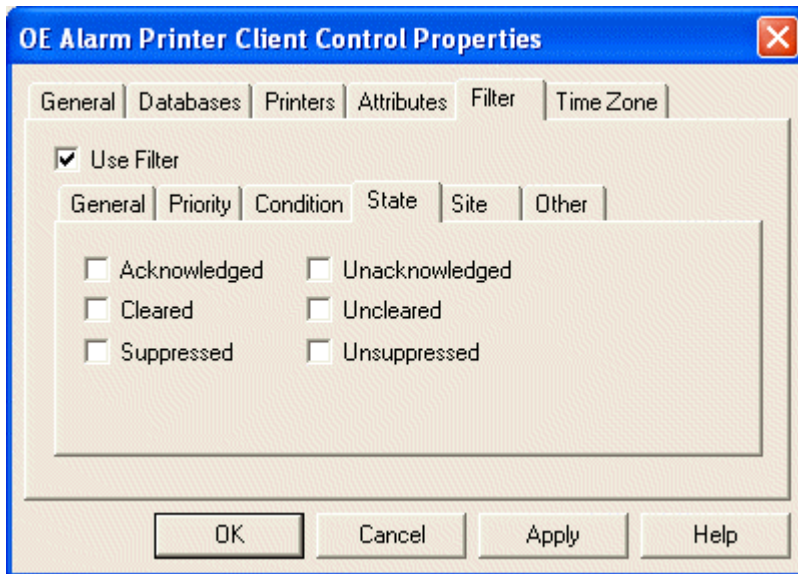 OE Alarm Printer Client Control Properties
General Databases Printers Attributes Filter Time Zone
Use Filter
General Priority Condition State Site Other
Acknowledged Unacknowledged
Cleared Uncleared
Suppressed Unsuppressed
OK Cancel Apply Help